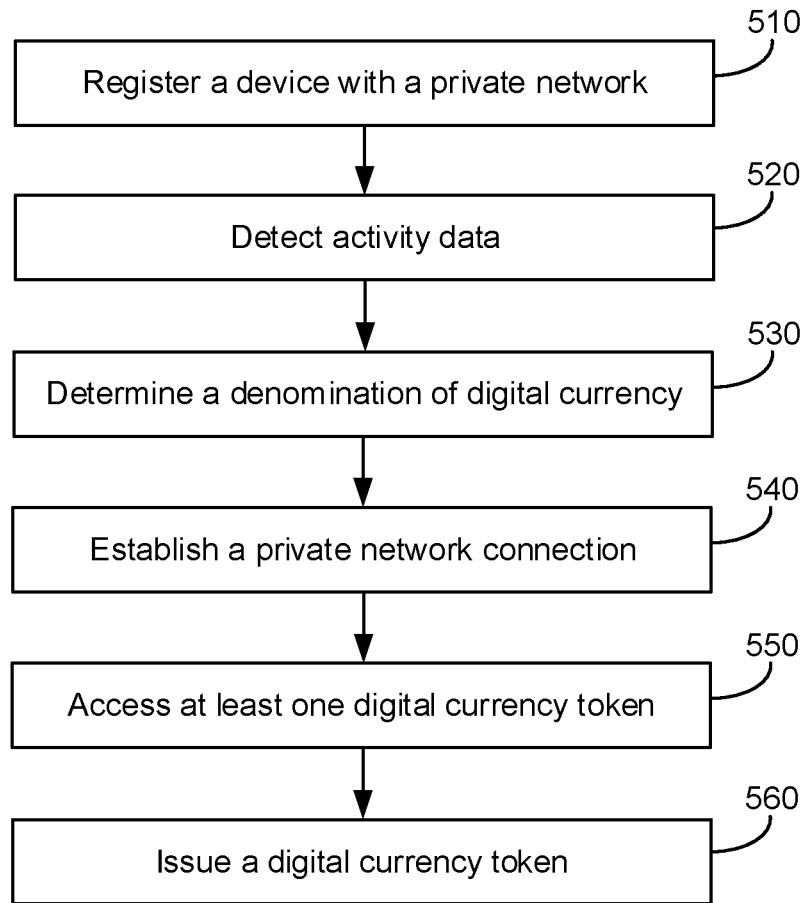 510
Register a device with a private network
520
Detect activity data
530
Determine a denomination of digital currency
540
Establish a private network connection
550
Access at least one digital currency token
560
Issue a digital currency token